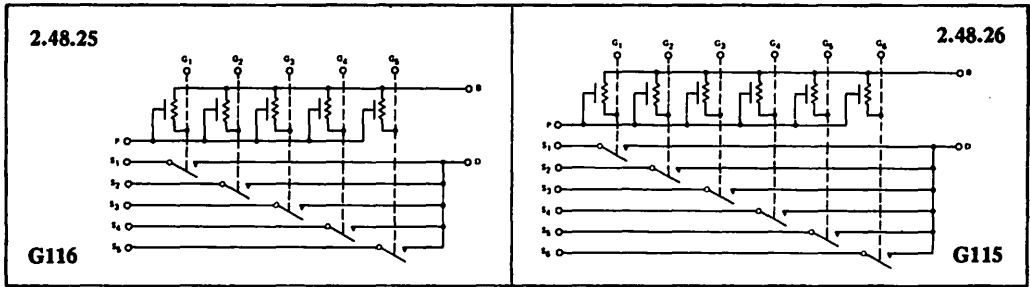 2.48.25
G1 G2 G3 G4 G5
B
P
S1
D
S2
S3
S4
S5
G116
2.48.26
G1 G2 G3 G4 G5 G6
B
P
S1
D
S2
S3
S4
S5
S6
G115